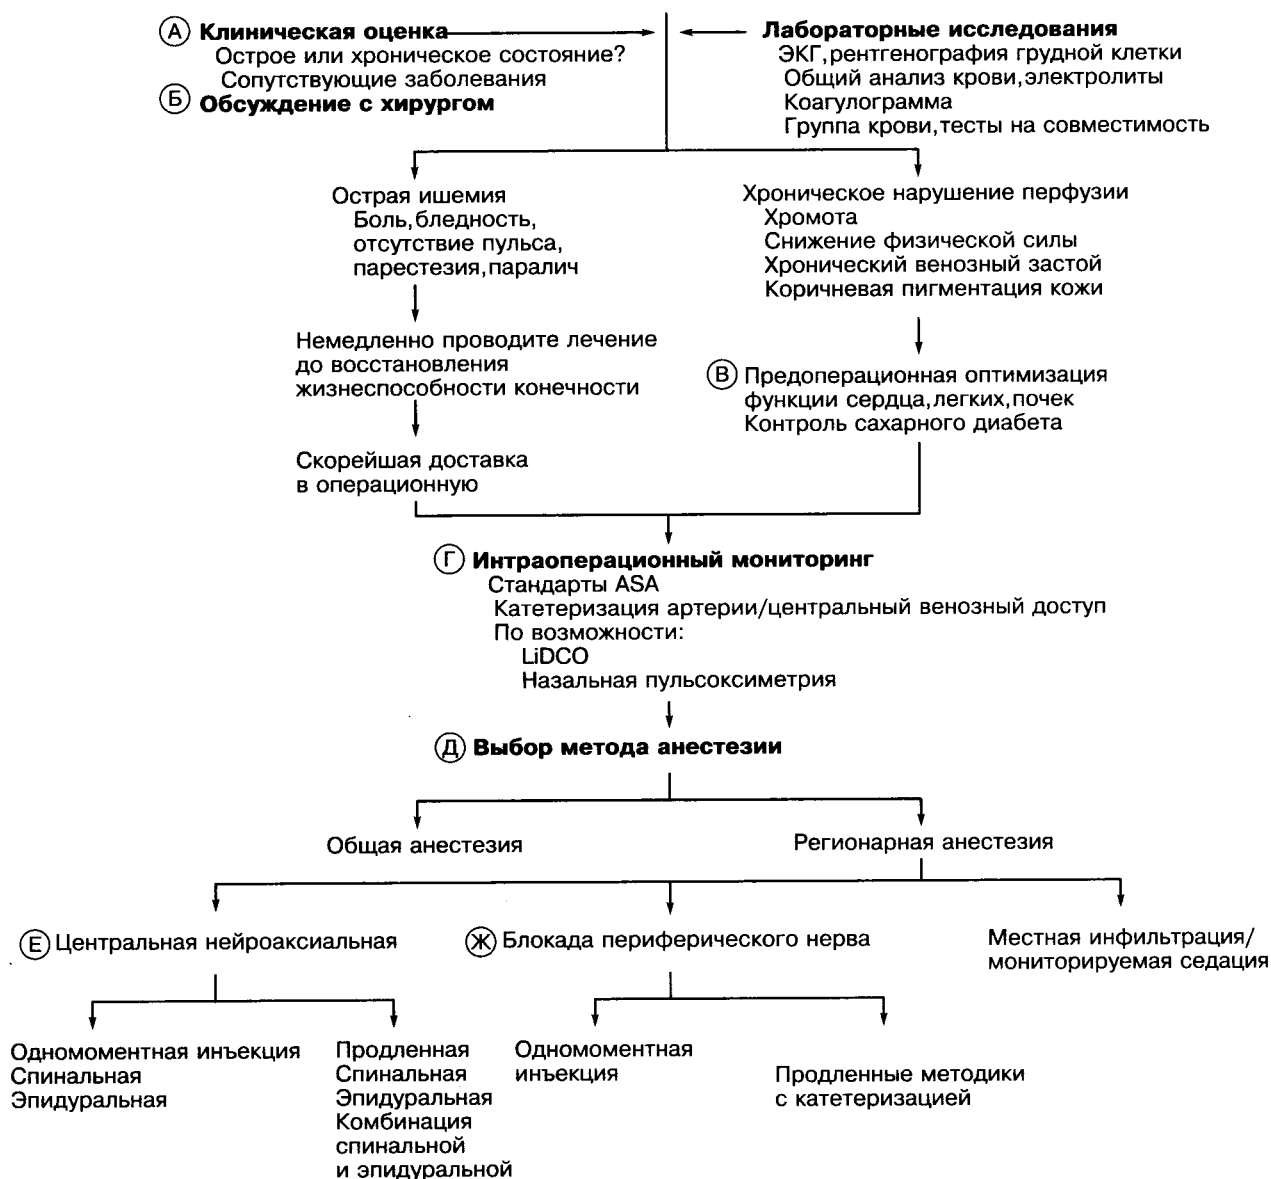 А Клиническая оценка
Острое или хроническое состояние?
Сопутствующие заболевания
Б Обсуждение с хирургом
Лабораторные исследования
ЭКГ,рентгенография грудной клетки
Общий анализ крови,электролиты
Коагулограмма
Группа крови,тесты на совместимость
Острая ишемия
Боль,бледность,
отсутствие пульса,
парестезия,паралич
Немедленно проводите лечение
до восстановления
жизнеспособности конечности
Скорейшая доставка
в операционную
Хроническое нарушение перфузии
Хромота
Снижение физической силы
Хронический венозный застой
Коричневая пигментация кожи
В Предоперационная оптимизация
функции сердца,легких,почек
Контроль сахарного диабета
Г Интраоперационный мониторинг
Стандарты ASA
Катетеризация артерии/центральный венозный доступ
По возможности:
LiDCO
Назальная пульсоксиметрия
Д Выбор метода анестезии
Общая анестезия
Регионарная анестезия
Е Центральная нейроаксиальная
Ж Блокада периферического нерва
Местная инфильтрация/
мониторируемая седация
Одномоментная инъекция
Спинальная
Эпидуральная
Продленная
Спинальная
Эпидуральная
Комбинация
спинальной
и эпидуральной
Одномоментная
инъекция
Продленные методики
с катетеризацией